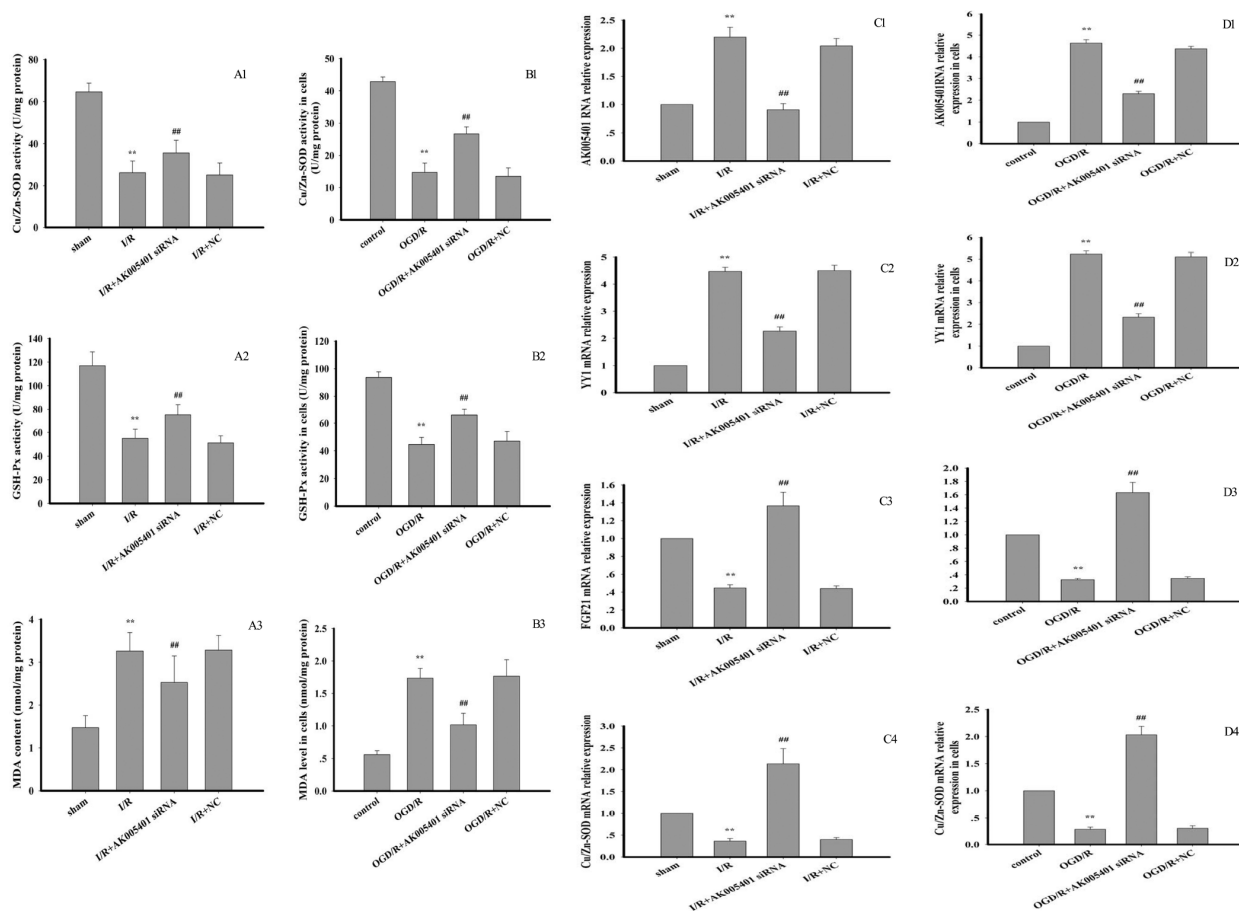 A1
Cu/Zn-SOD activity (U/mg protein)
80
60
40
20
0
**
##
sham
I/R
I/R+AK005401 siRNA
I/R+NC
B1
Cu/Zn-SOD activity in cells
(U/mg protein)
50
40
30
20
10
0
**
##
control
OGD/R
OGD/R+AK005401 siRNA
OGD/R+NC
C1
AK005401 RNA relative expression
2.5
2.0
1.5
1.0
.5
0.0
**
##
sham
I/R
I/R+AK005401 siRNA
I/R+NC
D1
AK005401RNA relative
expression in cells
6
5
4
3
2
1
0
**
##
control
OGD/R
OGD/R+AK005401 siRNA
OGD/R+NC
A2
GSH-Px acticity (U/mg protein)
140
120
100
80
60
40
20
0
**
##
sham
I/R
I/R+AK005401 siRNA
I/R+NC
B2
GSH-Px activity in cells (U/mg protein)
120
100
80
60
40
20
0
**
##
control
OGD/R
OGD/R+AK005401 siRNA
OGD/R+NC
C2
YY1 mRNA relative expression
5
4
3
2
1
0
**
##
sham
I/R
I/R+AK005401 siRNA
I/R+NC
D2
YY1 mRNA relative
expression in cells
6
5
4
3
2
1
0
**
##
control
OGD/R
OGD/R+AK005401 siRNA
OGD/R+NC
A3
MDA content (nmol/mg protein)
4
3
2
1
0
**
##
sham
I/R
I/R+AK005401 siRNA
I/R+NC
B3
MDA level in cells (nmol/mg protein)
2.5
2.0
1.5
1.0
.5
0.0
**
##
control
OGD/R
OGD/R+AK005401 siRNA
OGD/R+NC
C3
FGF21 mRNA relative expression
1.6
1.4
1.2
1.0
.8
.6
.4
.2
0.0
**
##
sham
I/R
I/R+AK005401 siRNA
I/R+NC
D3
2.0
1.8
1.6
1.4
1.2
1.0
.8
.6
.4
.2
0.0
**
##
control
OGD/R
OGD/R+AK005401 siRNA
OGD/R+NC
C4
Cu/Zn-SOD mRNA relative expression
3.0
2.5
2.0
1.5
1.0
.5
0.0
**
##
sham
I/R
I/R+AK005401 siRNA
I/R+NC
D4
Cu/Zn-SOD mRNA relative
expression in cells
2.5
2.0
1.5
1.0
.5
0.0
**
##
control
OGD/R
OGD/R+AK005401 siRNA
OGD/R+NC